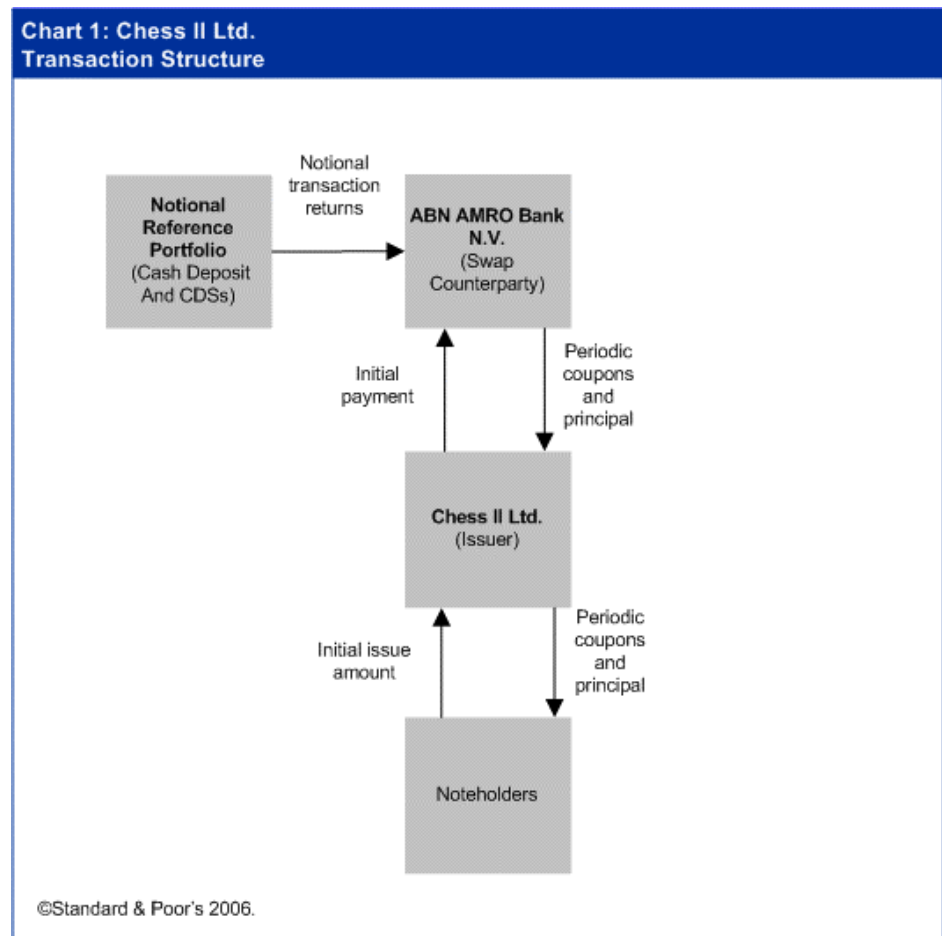 Chart 1: Chess II Ltd.
Transaction Structure
Notional
transaction
returns
Notional
Reference
Portfolio
(Cash Deposit
And CDSs)
ABN AMRO Bank
N.V.
(Swap
Counterparty)
Initial
payment
Periodic
coupons
and
principal
Chess II Ltd.
(Issuer)
Initial issue
amount
Periodic
coupons
and
principal
Noteholders
©Standard & Poor's 2006.